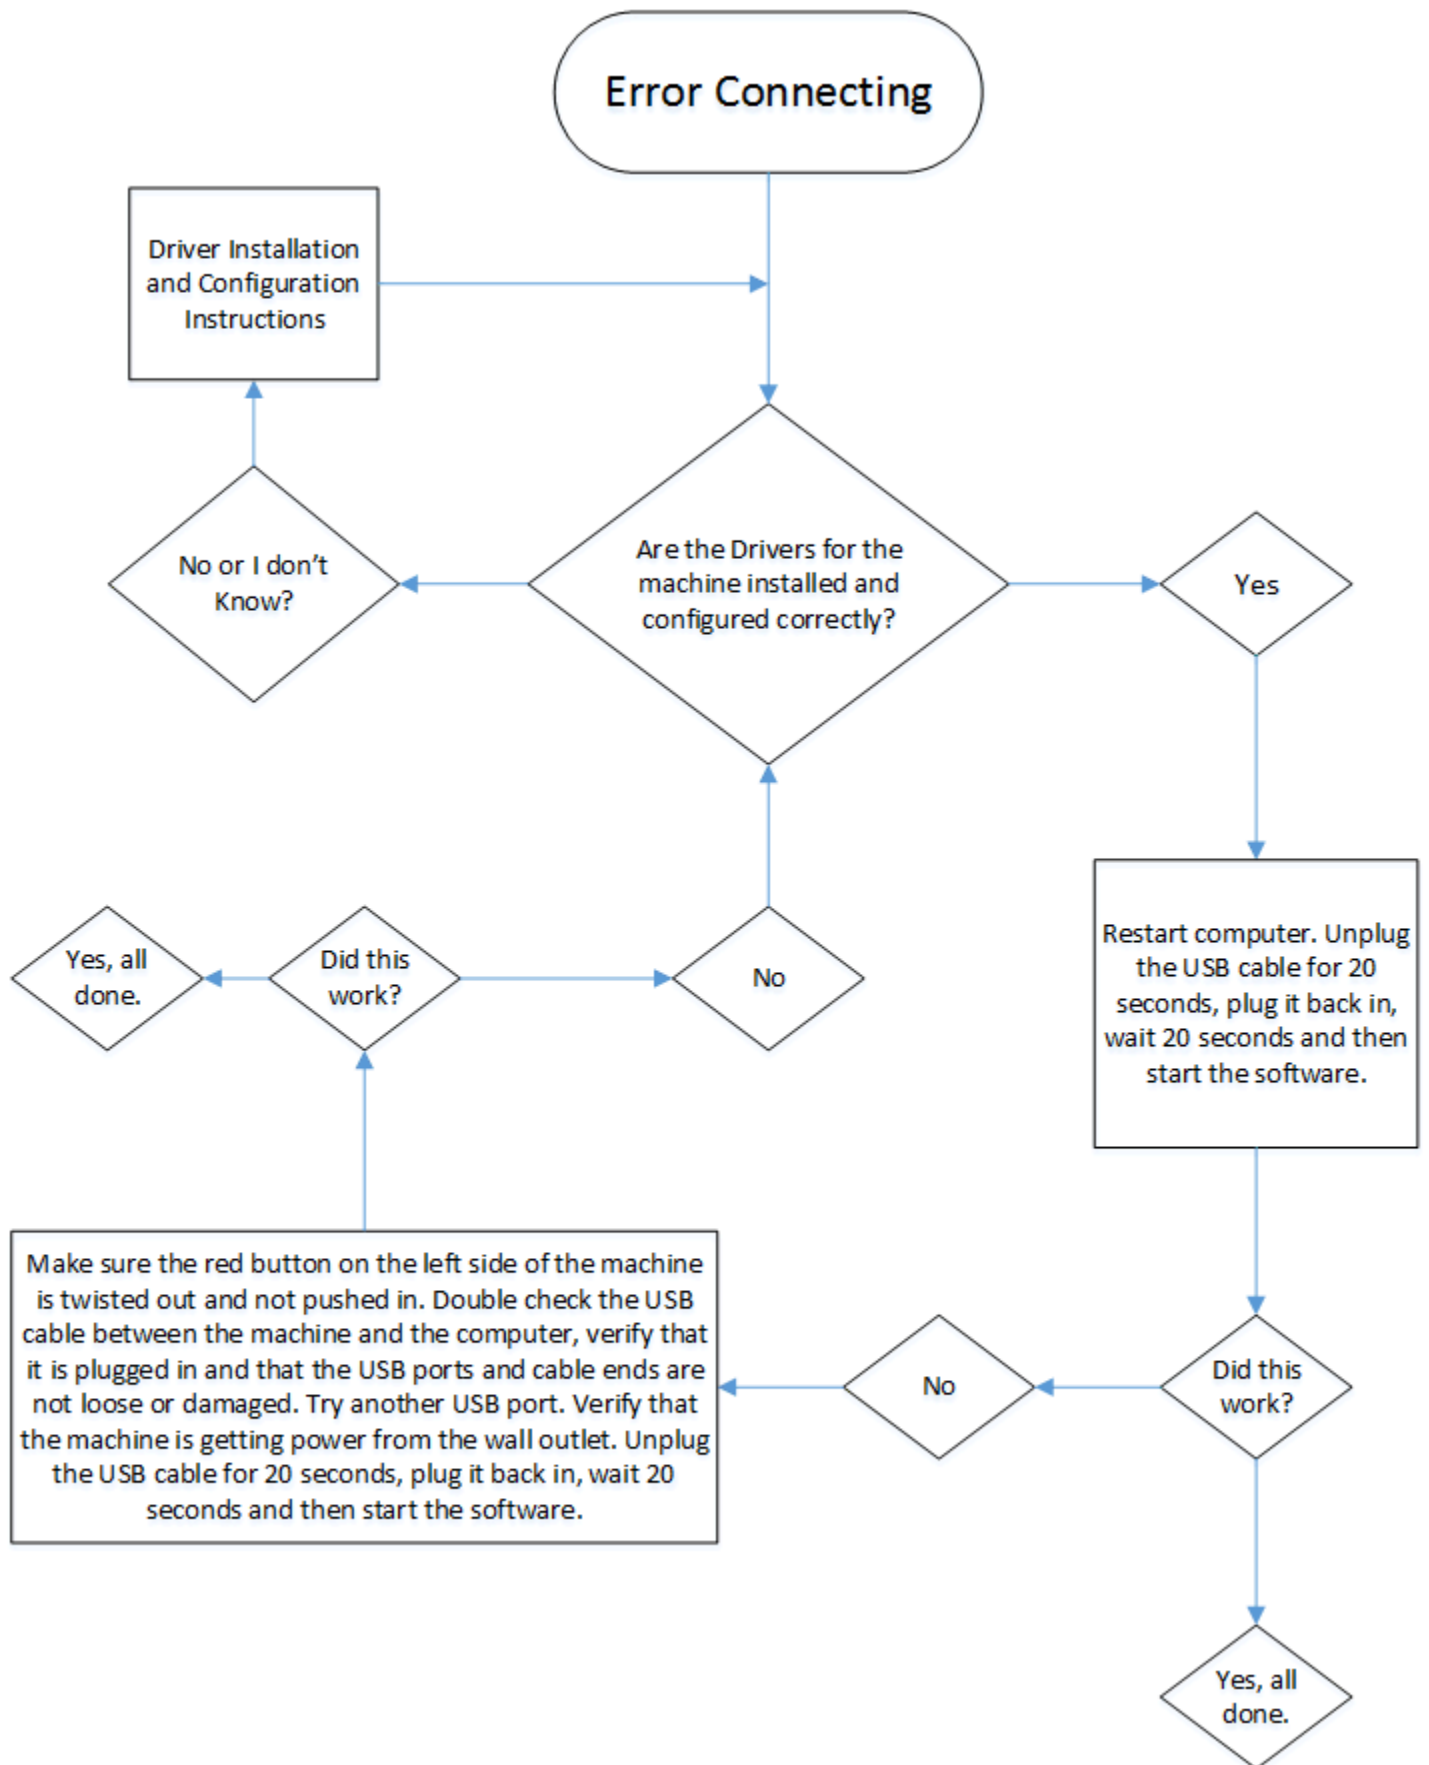 Error Connecting
Driver Installation
and Configuration
Instructions
No or I don't
Know?
Are the Drivers for the
machine installed and
configured correctly?
Yes
Restart computer. Unplug
the USB cable for 20
seconds, plug it back in,
wait 20 seconds and then
start the software.
Yes, all
done.
Did this
work?
No
Make sure the red button on the left side of the machine
is twisted out and not pushed in. Double check the USB
cable between the machine and the computer, verify that
it is plugged in and that the USB ports and cable ends are
not loose or damaged. Try another USB port. Verify that
the machine is getting power from the wall outlet. Unplug
the USB cable for 20 seconds, plug it back in, wait 20
seconds and then start the software.
No
Did this
work?
Yes, all
done.